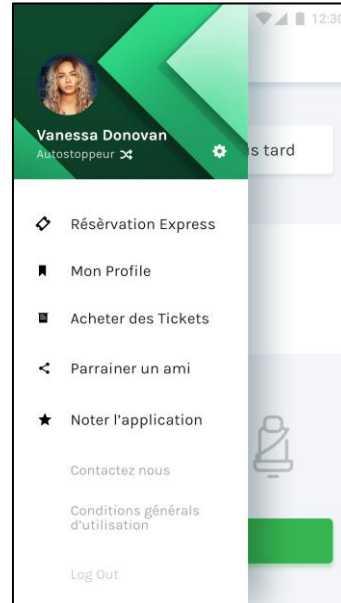 12:30
Vanessa Donovan
Autostoppeur
s tard
Résèrvation Express
Mon Profile
Acheter des Tickets
Parrainer un ami
Noter l'application
Contactez nous
Conditions générals
d'utilisation
Log Out